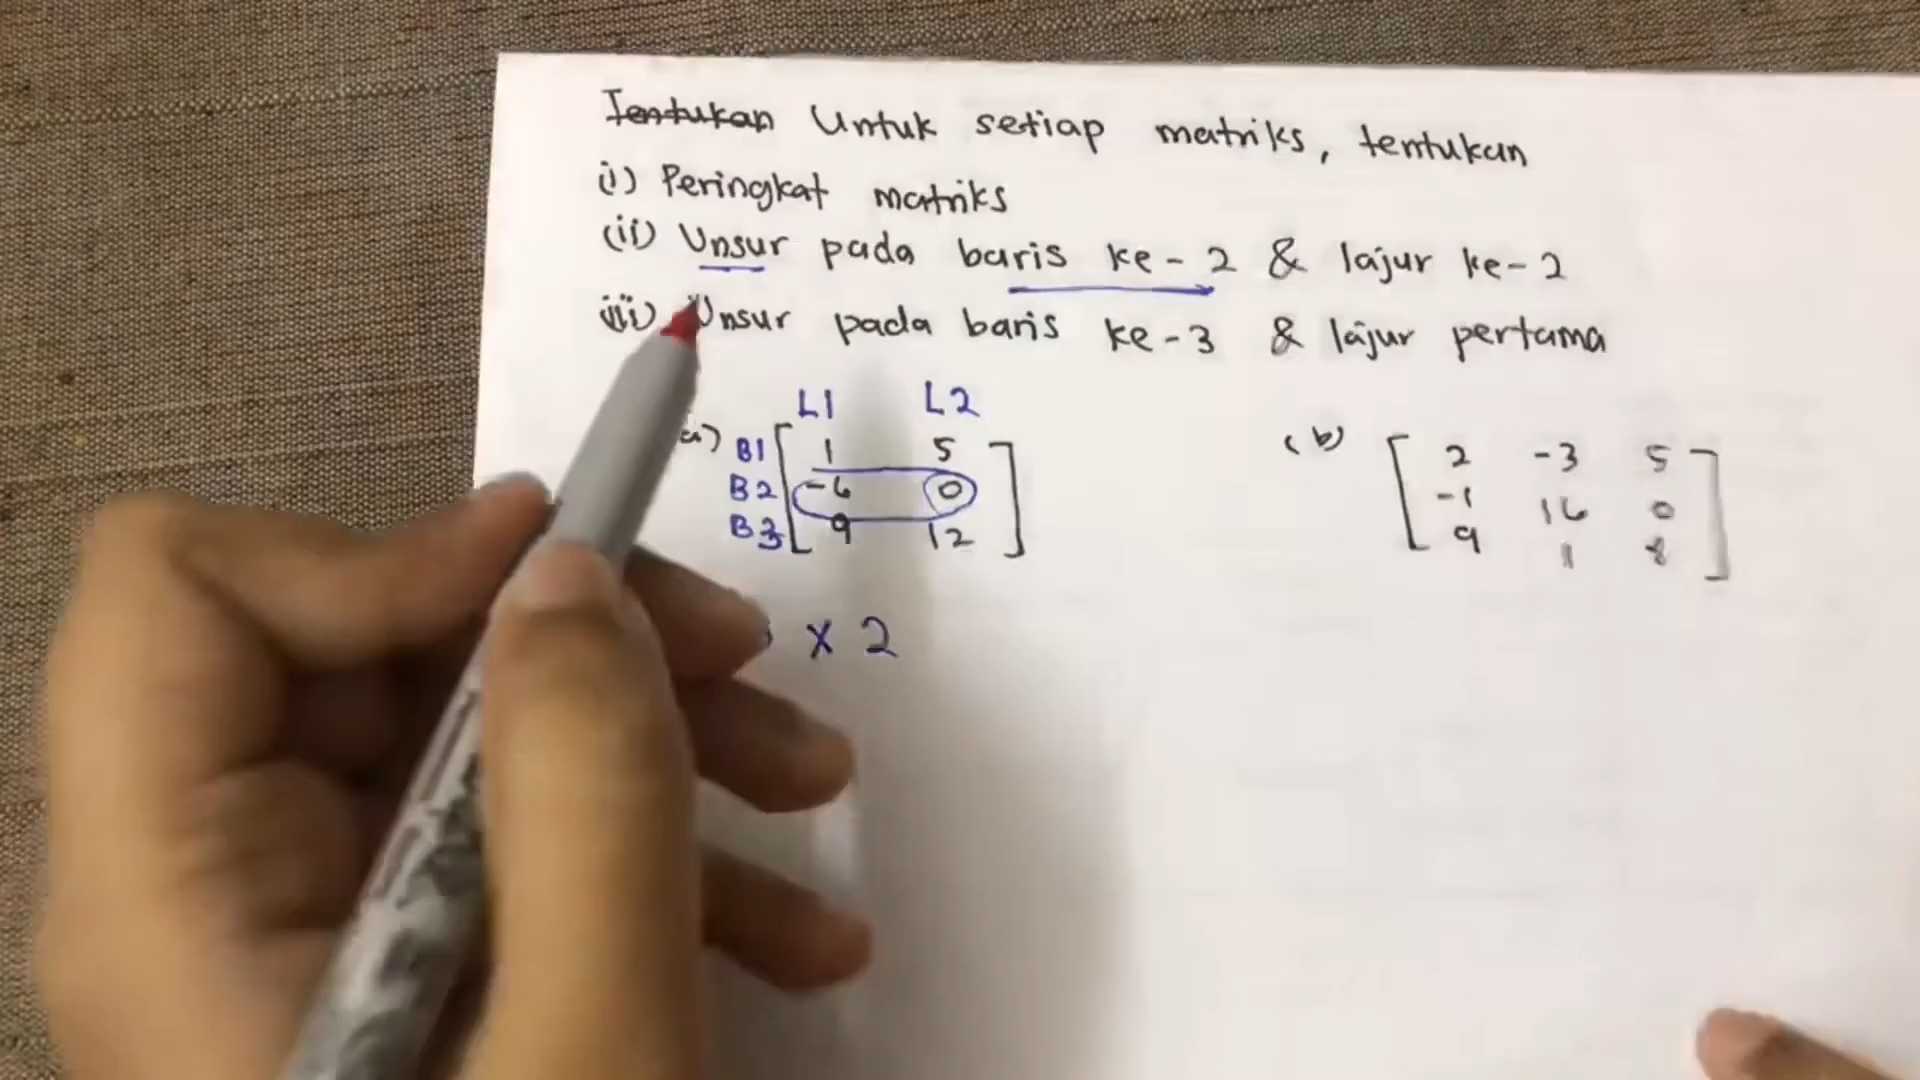 Tentukan Untuk setiap matriks, tentukan
(i) Peringkat matriks
(ii) Unsur pada baris ke-2 & lajur ke-2
(iii) Unsur pada baris ke-3 & lajur pertama
L1 L2
(a) B1 [ 1 5 ]
B2 -6 0
B3 9 12
(b) [ 2 -3 5 ]
-1 16 0
9 1 8
x 2